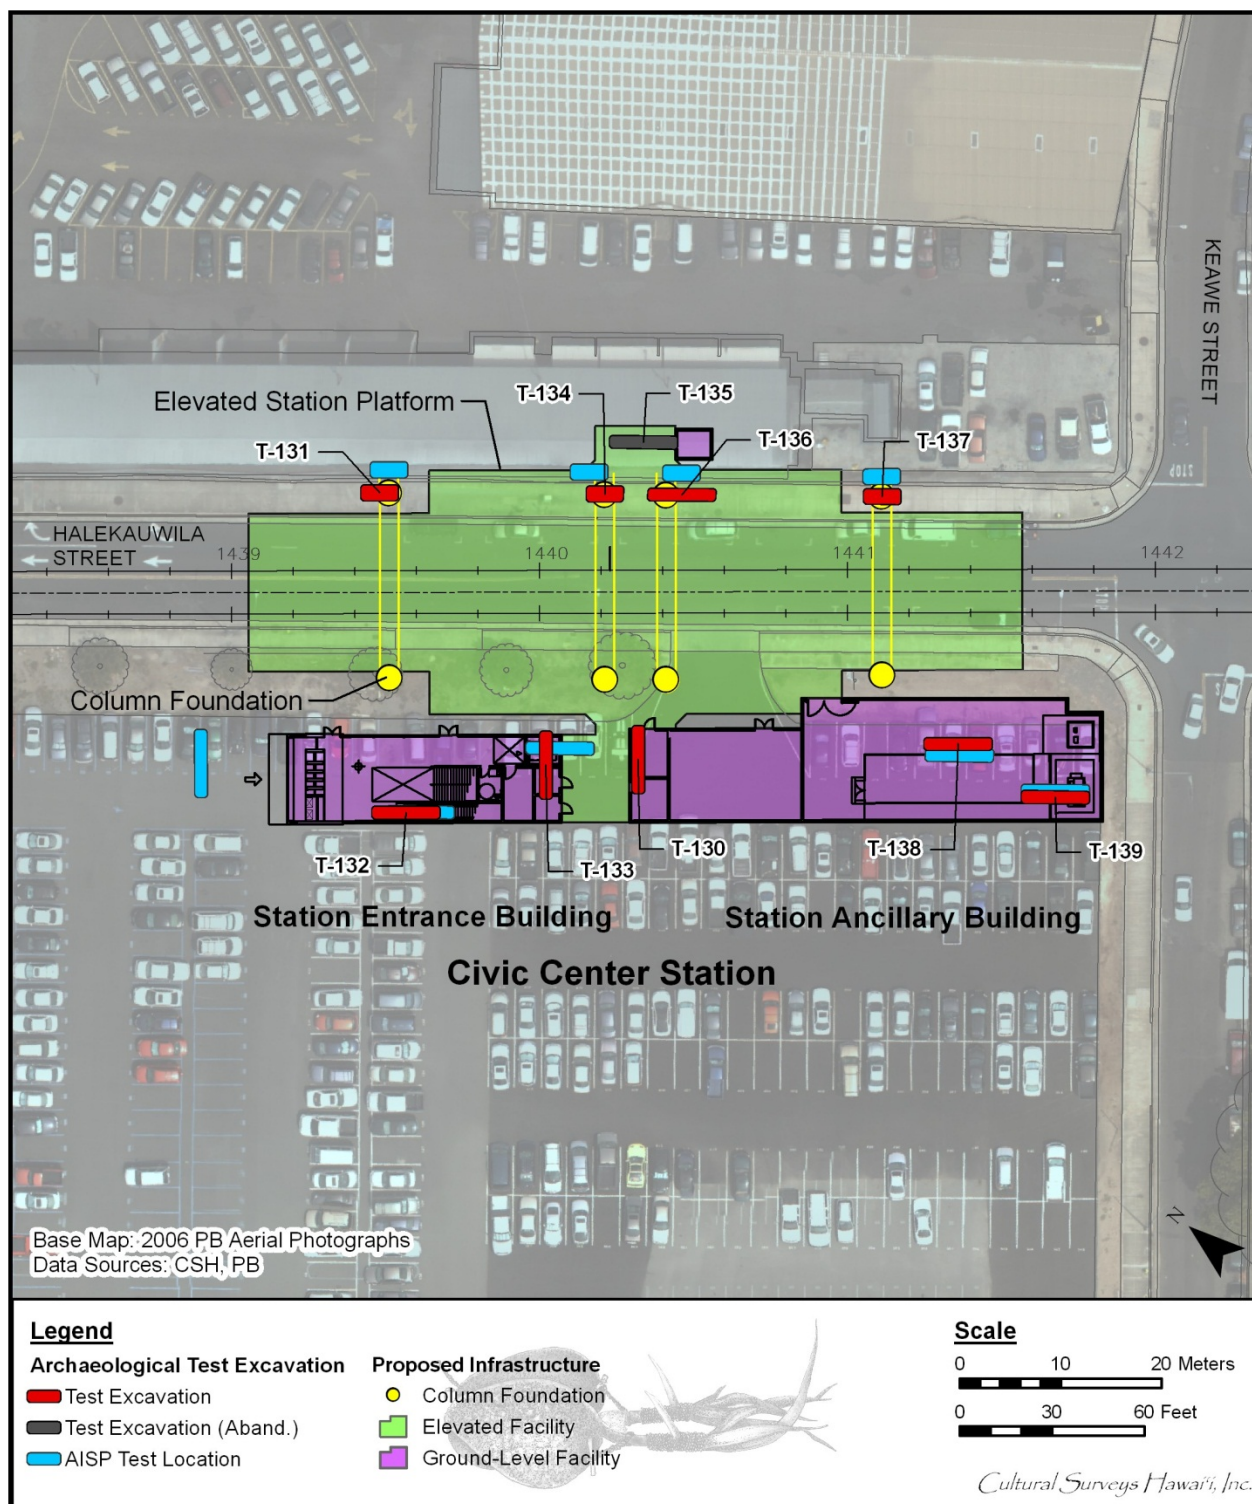 KEAWE STREET
Elevated Station Platform
T-134
T-135
T-136
T-131
T-137
HALEKAUWILA
STREET
1439
1440
1441
1442
STOP
STOP
Column Foundation
T-132
T-133
T-130
T-138
T-139
Station Entrance Building
Station Ancillary Building
Civic Center Station
N
Base Map: 2006 PB Aerial Photographs
Data Sources: CSH, PB
Legend
Archaeological Test Excavation
Test Excavation
Test Excavation (Aband.)
AISP Test Location
Proposed Infrastructure
Column Foundation
Elevated Facility
Ground-Level Facility
Scale
0 10 20 Meters
0 30 60 Feet
Cultural Surveys Hawai‘i, Inc.